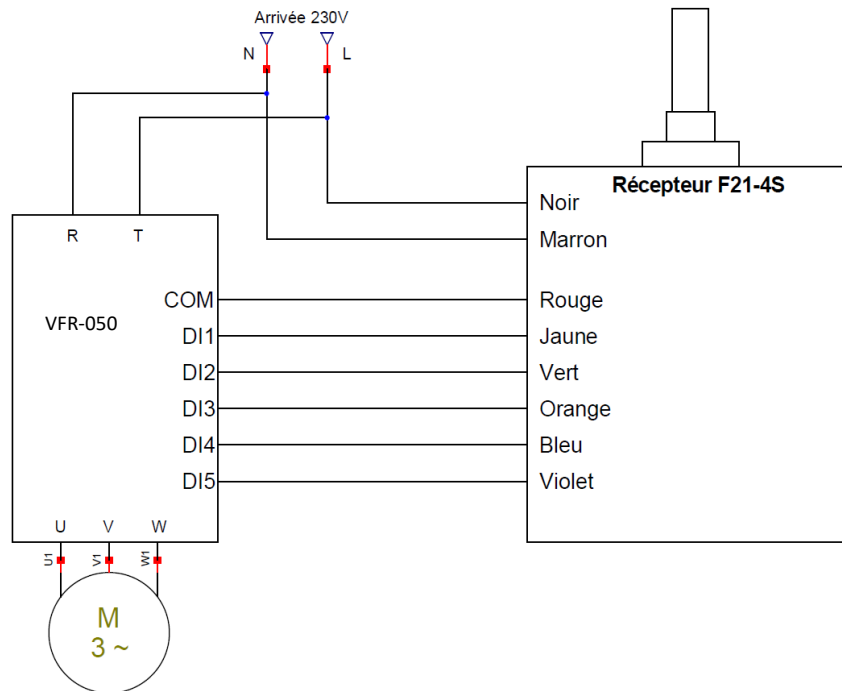 Arrivée 230V
N L
Récepteur F21-4S
Noir
R T
Marron
COM Rouge
VFR-050
DI1 Jaune
DI2 Vert
DI3 Orange
DI4 Bleu
DI5 Violet
U V W
U1 V1 W1
M
3 ~